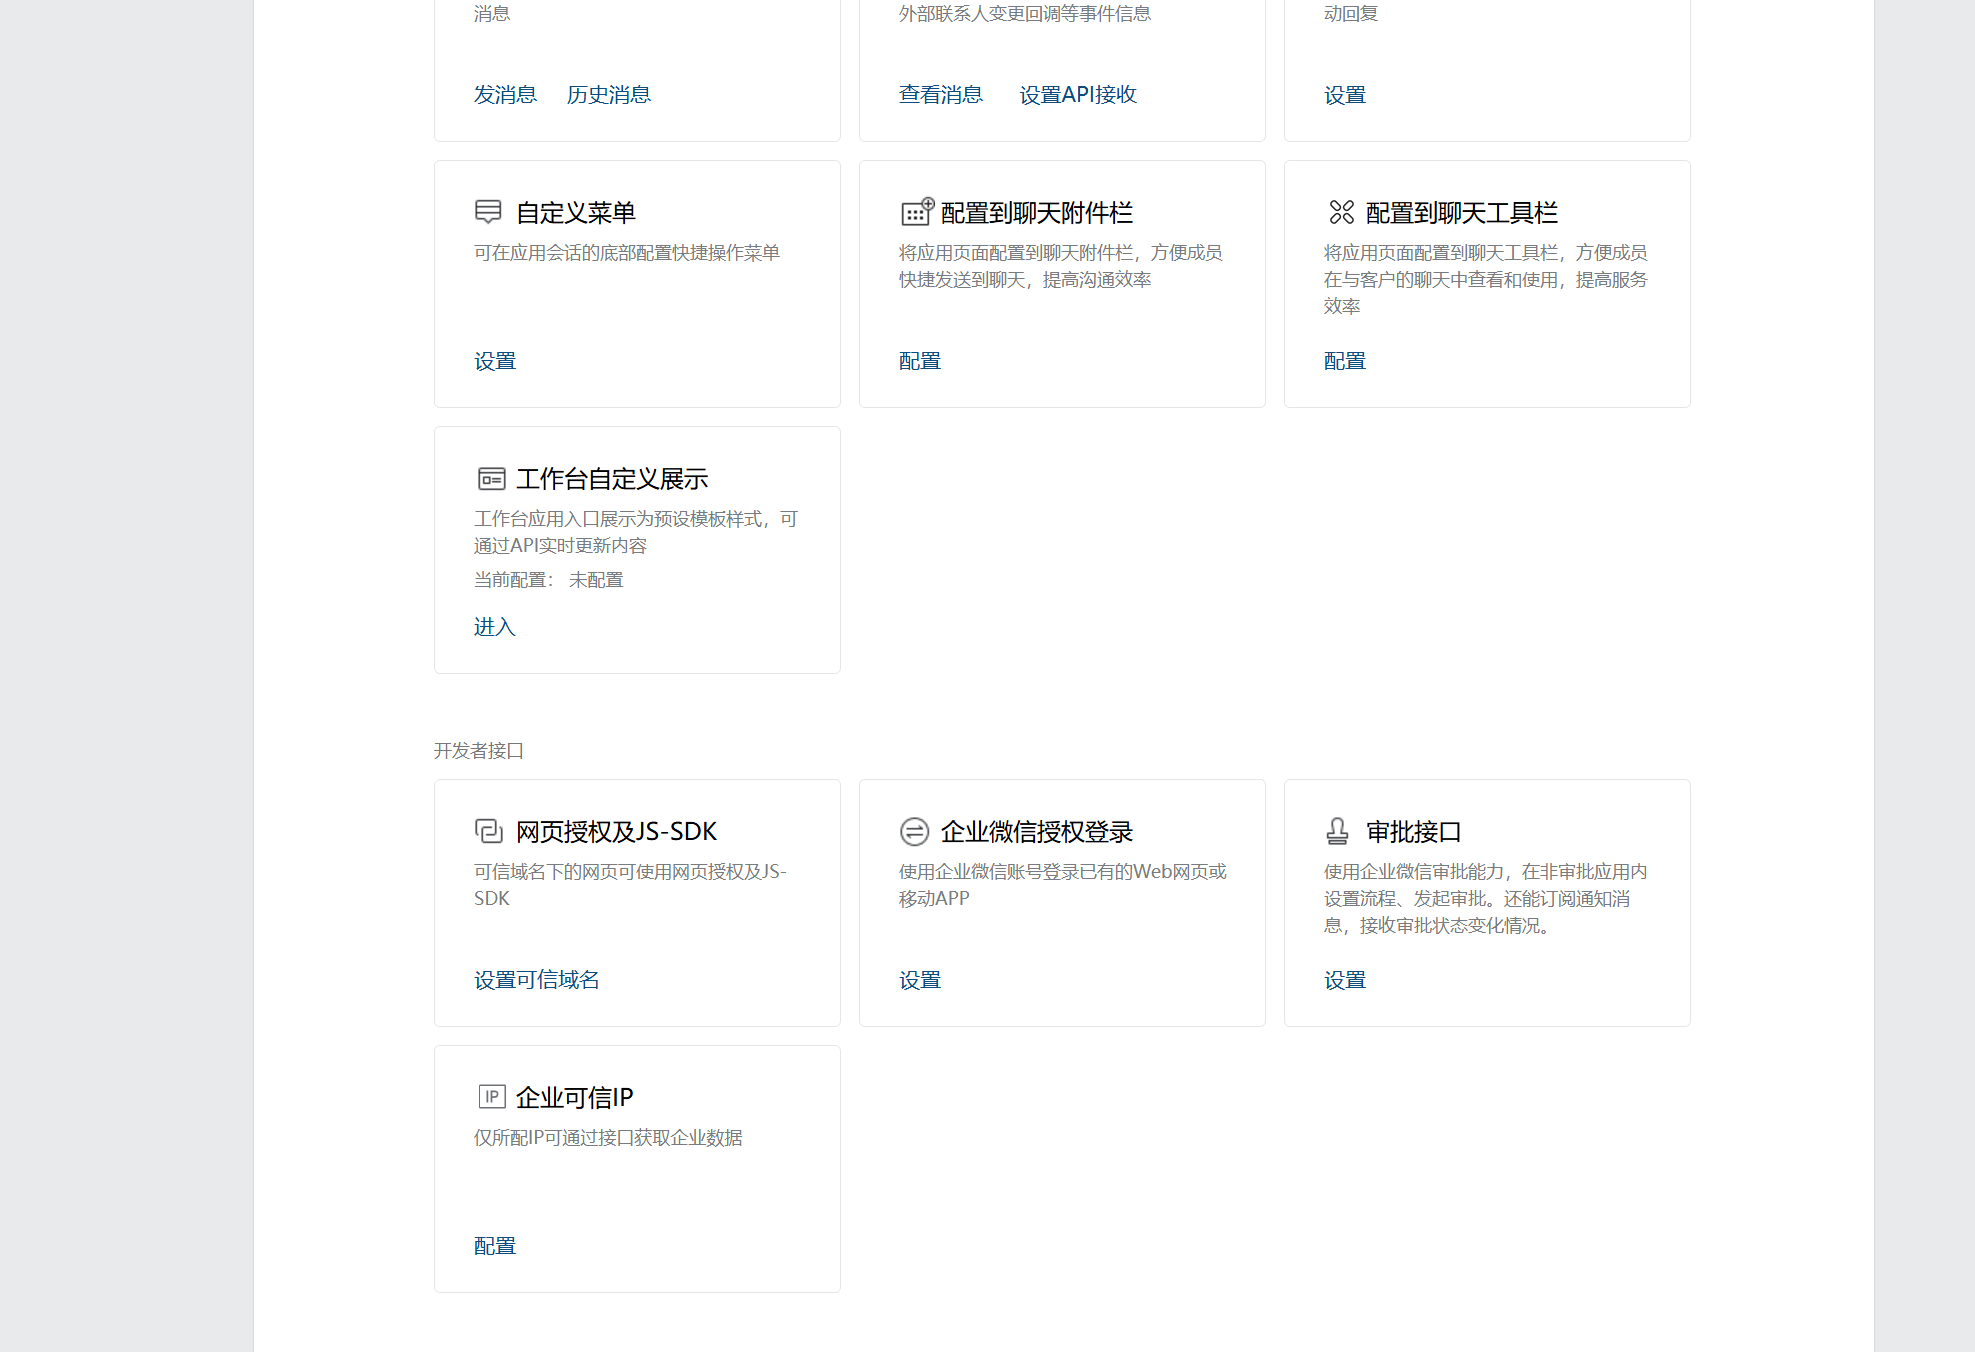 消息
外部联系人变更回调等事件信息
动回复
发消息 历史消息
查看消息 设置API接收
设置
自定义菜单
可在应用会话的底部配置快捷操作菜单
设置
配置到聊天附件栏
将应用页面配置到聊天附件栏，方便成员
快捷发送到聊天，提高沟通效率
配置
配置到聊天工具栏
将应用页面配置到聊天工具栏，方便成员
在与客户的聊天中查看和使用，提高服务
效率
配置
工作台自定义展示
工作台应用入口展示为预设模板样式，可
通过API实时更新内容
当前配置： 未配置
进入
开发者接口
网页授权及JS-SDK
可信域名下的网页可使用网页授权及JS-
SDK
设置可信域名
企业微信授权登录
使用企业微信账号登录已有的Web网页或
移动APP
设置
审批接口
使用企业微信审批能力，在非审批应用内
设置流程、发起审批。还能订阅通知消
息，接收审批状态变化情况。
设置
IP 企业可信IP
仅所配IP可通过接口获取企业数据
配置